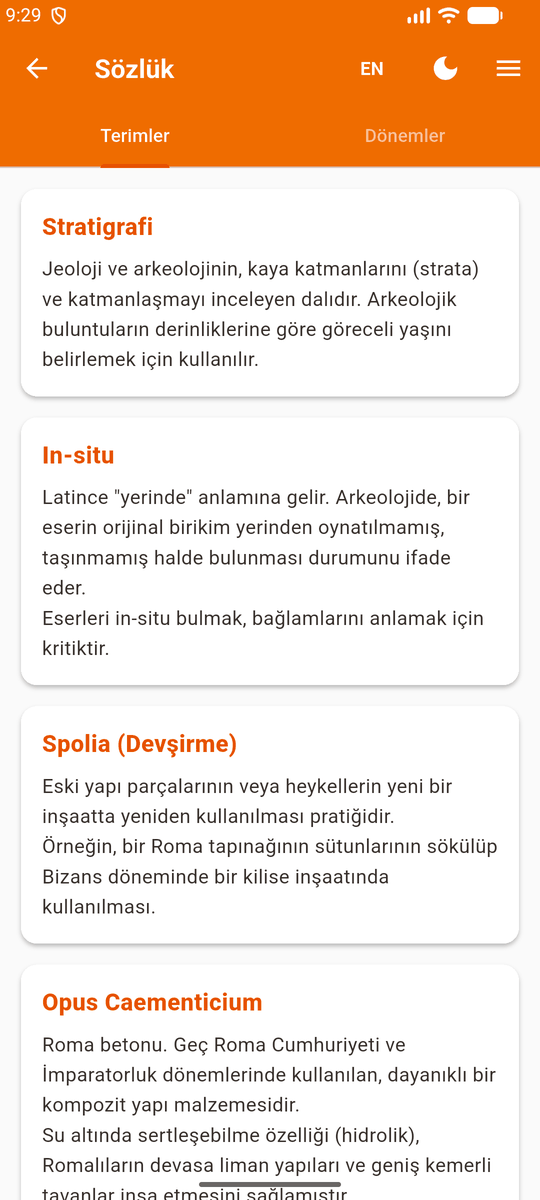 9:29
Sözlük
EN
Terimler
Dönemler
Stratigrafi
Jeoloji ve arkeolojinin, kaya katmanlarını (strata)
ve katmanlaşmayı inceleyen dalıdır. Arkeolojik
buluntuların derinliklerine göre göreceli yaşını
belirlemek için kullanılır.
In-situ
Latince "yerinde" anlamına gelir. Arkeolojide, bir
eserin orijinal birikim yerinden oynatılmamış,
taşınmamış halde bulunması durumunu ifade
eder.
Eserleri in-situ bulmak, bağlamlarını anlamak için
kritiktir.
Spolia (Devşirme)
Eski yapı parçalarının veya heykellerin yeni bir
inşaatta yeniden kullanılması pratiğidir.
Örneğin, bir Roma tapınağının sütunlarının sökülüp
Bizans döneminde bir kilise inşaatında
kullanılması.
Opus Caementicium
Roma betonu. Geç Roma Cumhuriyeti ve
İmparatorluk dönemlerinde kullanılan, dayanıklı bir
kompozit yapı malzemesidir.
Su altında sertleşebilme özelliği (hidrolik),
Romalıların devasa liman yapıları ve geniş kemerli
tavanlar inşa etmesini sağlamıştır.